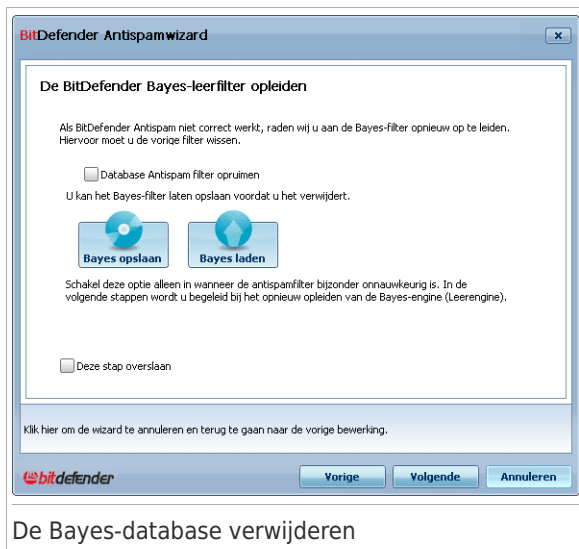 BitDefender Antispamwizard
De BitDefender Bayes-leerfilter opleiden
Als BitDefender Antispam niet correct werkt, raden wij u aan de Bayes-filter opnieuw op te leiden.
Hiervoor moet u de vorige filter wissen.
Database Antispam filter opruimen
U kan het Bayes-filter laten opslaan voordat u het verwijdert.
Bayes opslaan
Bayes laden
Schakel deze optie alleen in wanneer de antispamfilter bijzonder onnauwkeurig is. In de
volgende stappen wordt u begeleid bij het opnieuw opleiden van de Bayes-engine (Leerengine).
Deze stap overslaan
Klik hier om de wizard te annuleren en terug te gaan naar de vorige bewerking.
bitdefender
Vorige
Volgende
Annuleren
De Bayes-database verwijderen